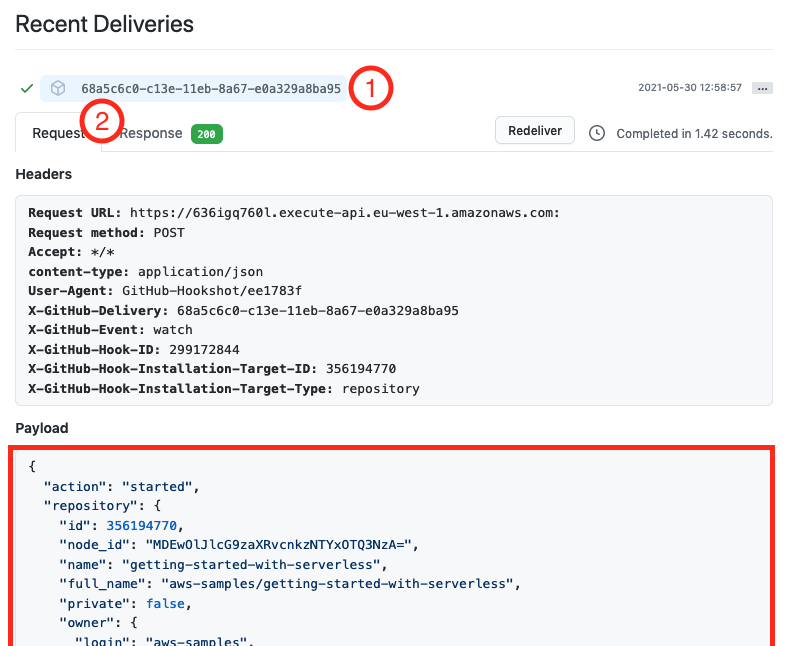 Recent Deliveries
68a5c6c0-c13e-11eb-8a67-e0a329a8ba95
1
2021-05-30 12:58:57
...
Request
2
Response
200
Redeliver
Completed in 1.42 seconds.
Headers
Request URL: https://636igq760l.execute-api.eu-west-1.amazonaws.com:
Request method: POST
Accept: */*
content-type: application/json
User-Agent: GitHub-Hookshot/ee1783f
X-GitHub-Delivery: 68a5c6c0-c13e-11eb-8a67-e0a329a8ba95
X-GitHub-Event: watch
X-GitHub-Hook-ID: 299172844
X-GitHub-Hook-Installation-Target-ID: 356194770
X-GitHub-Hook-Installation-Target-Type: repository
Payload
{
"action": "started",
"repository": {
"id": 356194770,
"node_id": "MDEwOlJlcG9zaXRvcnkzNTYxOTQ3NzA=",
"name": "getting-started-with-serverless",
"full_name": "aws-samples/getting-started-with-serverless",
"private": false,
"owner": {
"login": "aws-samples",